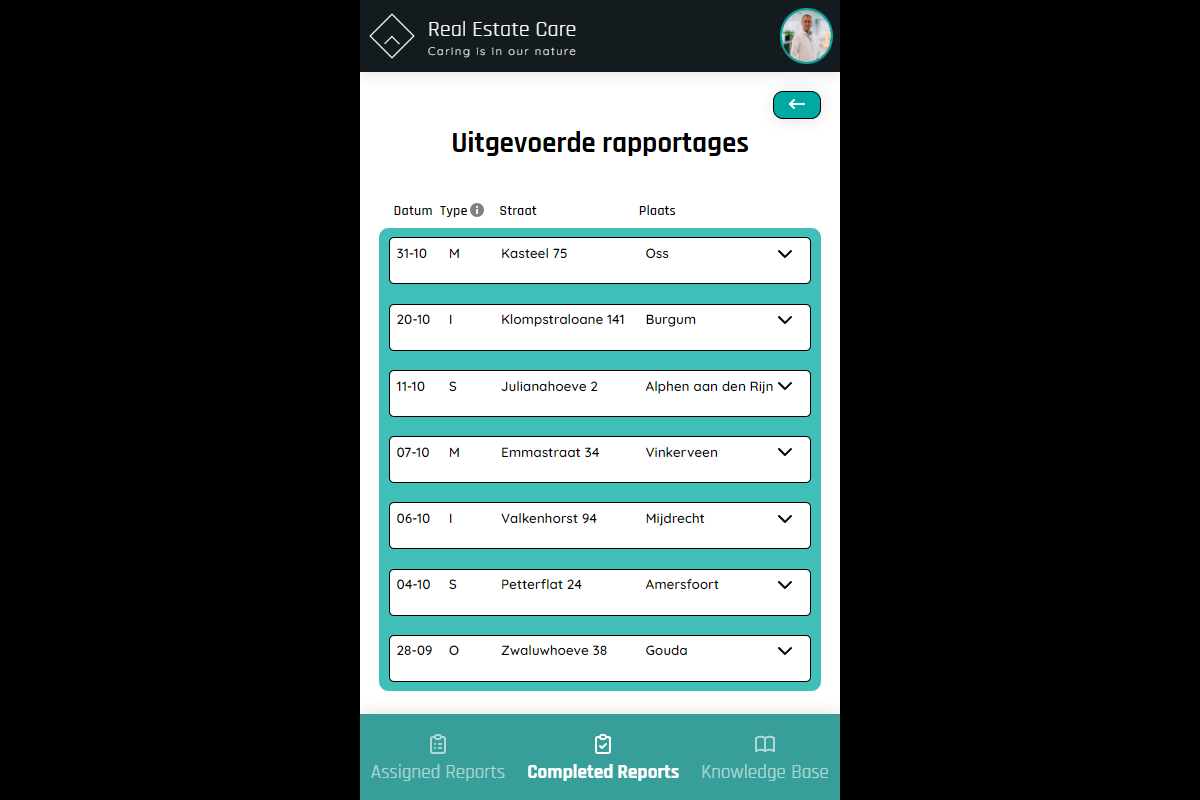 Real Estate Care
Caring is in our nature
Uitgevoerde rapportages
Datum Type Straat Plaats
31-10 M Kasteel 75 Oss
20-10 I Klompstraloane 141 Burgum
11-10 S Julianahoeve 2 Alphen aan den Rijn
07-10 M Emmastraat 34 Vinkerveen
06-10 I Valkenhorst 94 Mijdrecht
04-10 S Petterflat 24 Amersfoort
28-09 O Zwaluwhoeve 38 Gouda
Assigned Reports Completed Reports Knowledge Base